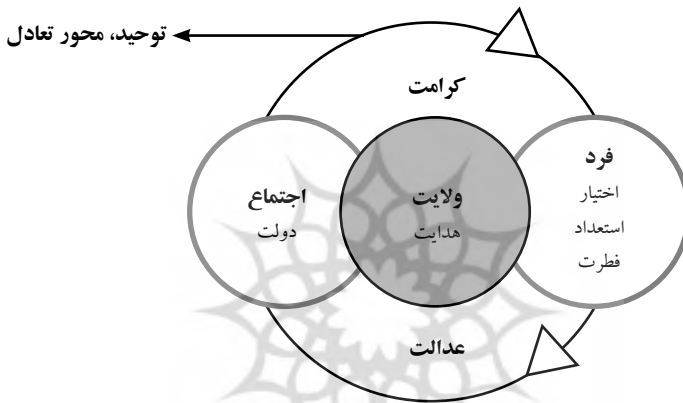 توحید، محور تعادل
کرامت
فرد
اختیار
استعداد
فطرت
ولایت
هدایت
اجتماع
دولت
عدالت